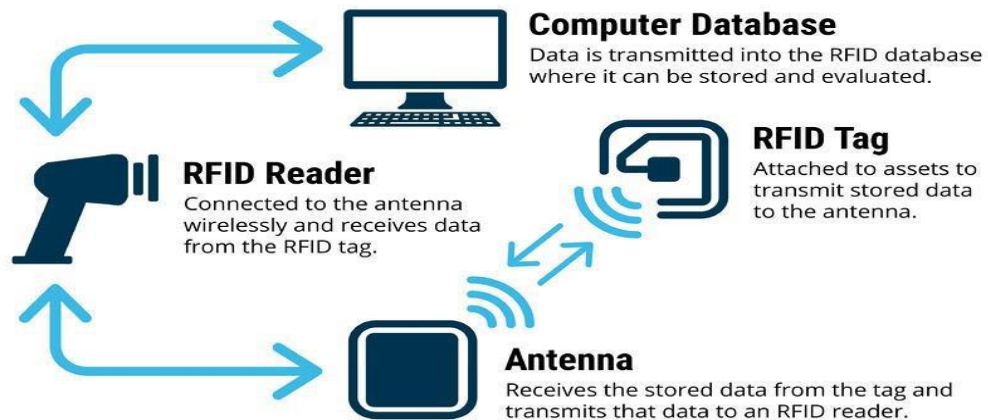 Computer Database
Data is transmitted into the RFID database
where it can be stored and evaluated.
RFID Tag
Attached to assets to
transmit stored data
to the antenna.
RFID Reader
Connected to the antenna
wirelessly and receives data
from the RFID tag.
Antenna
Receives the stored data from the tag and
transmits that data to an RFID reader.